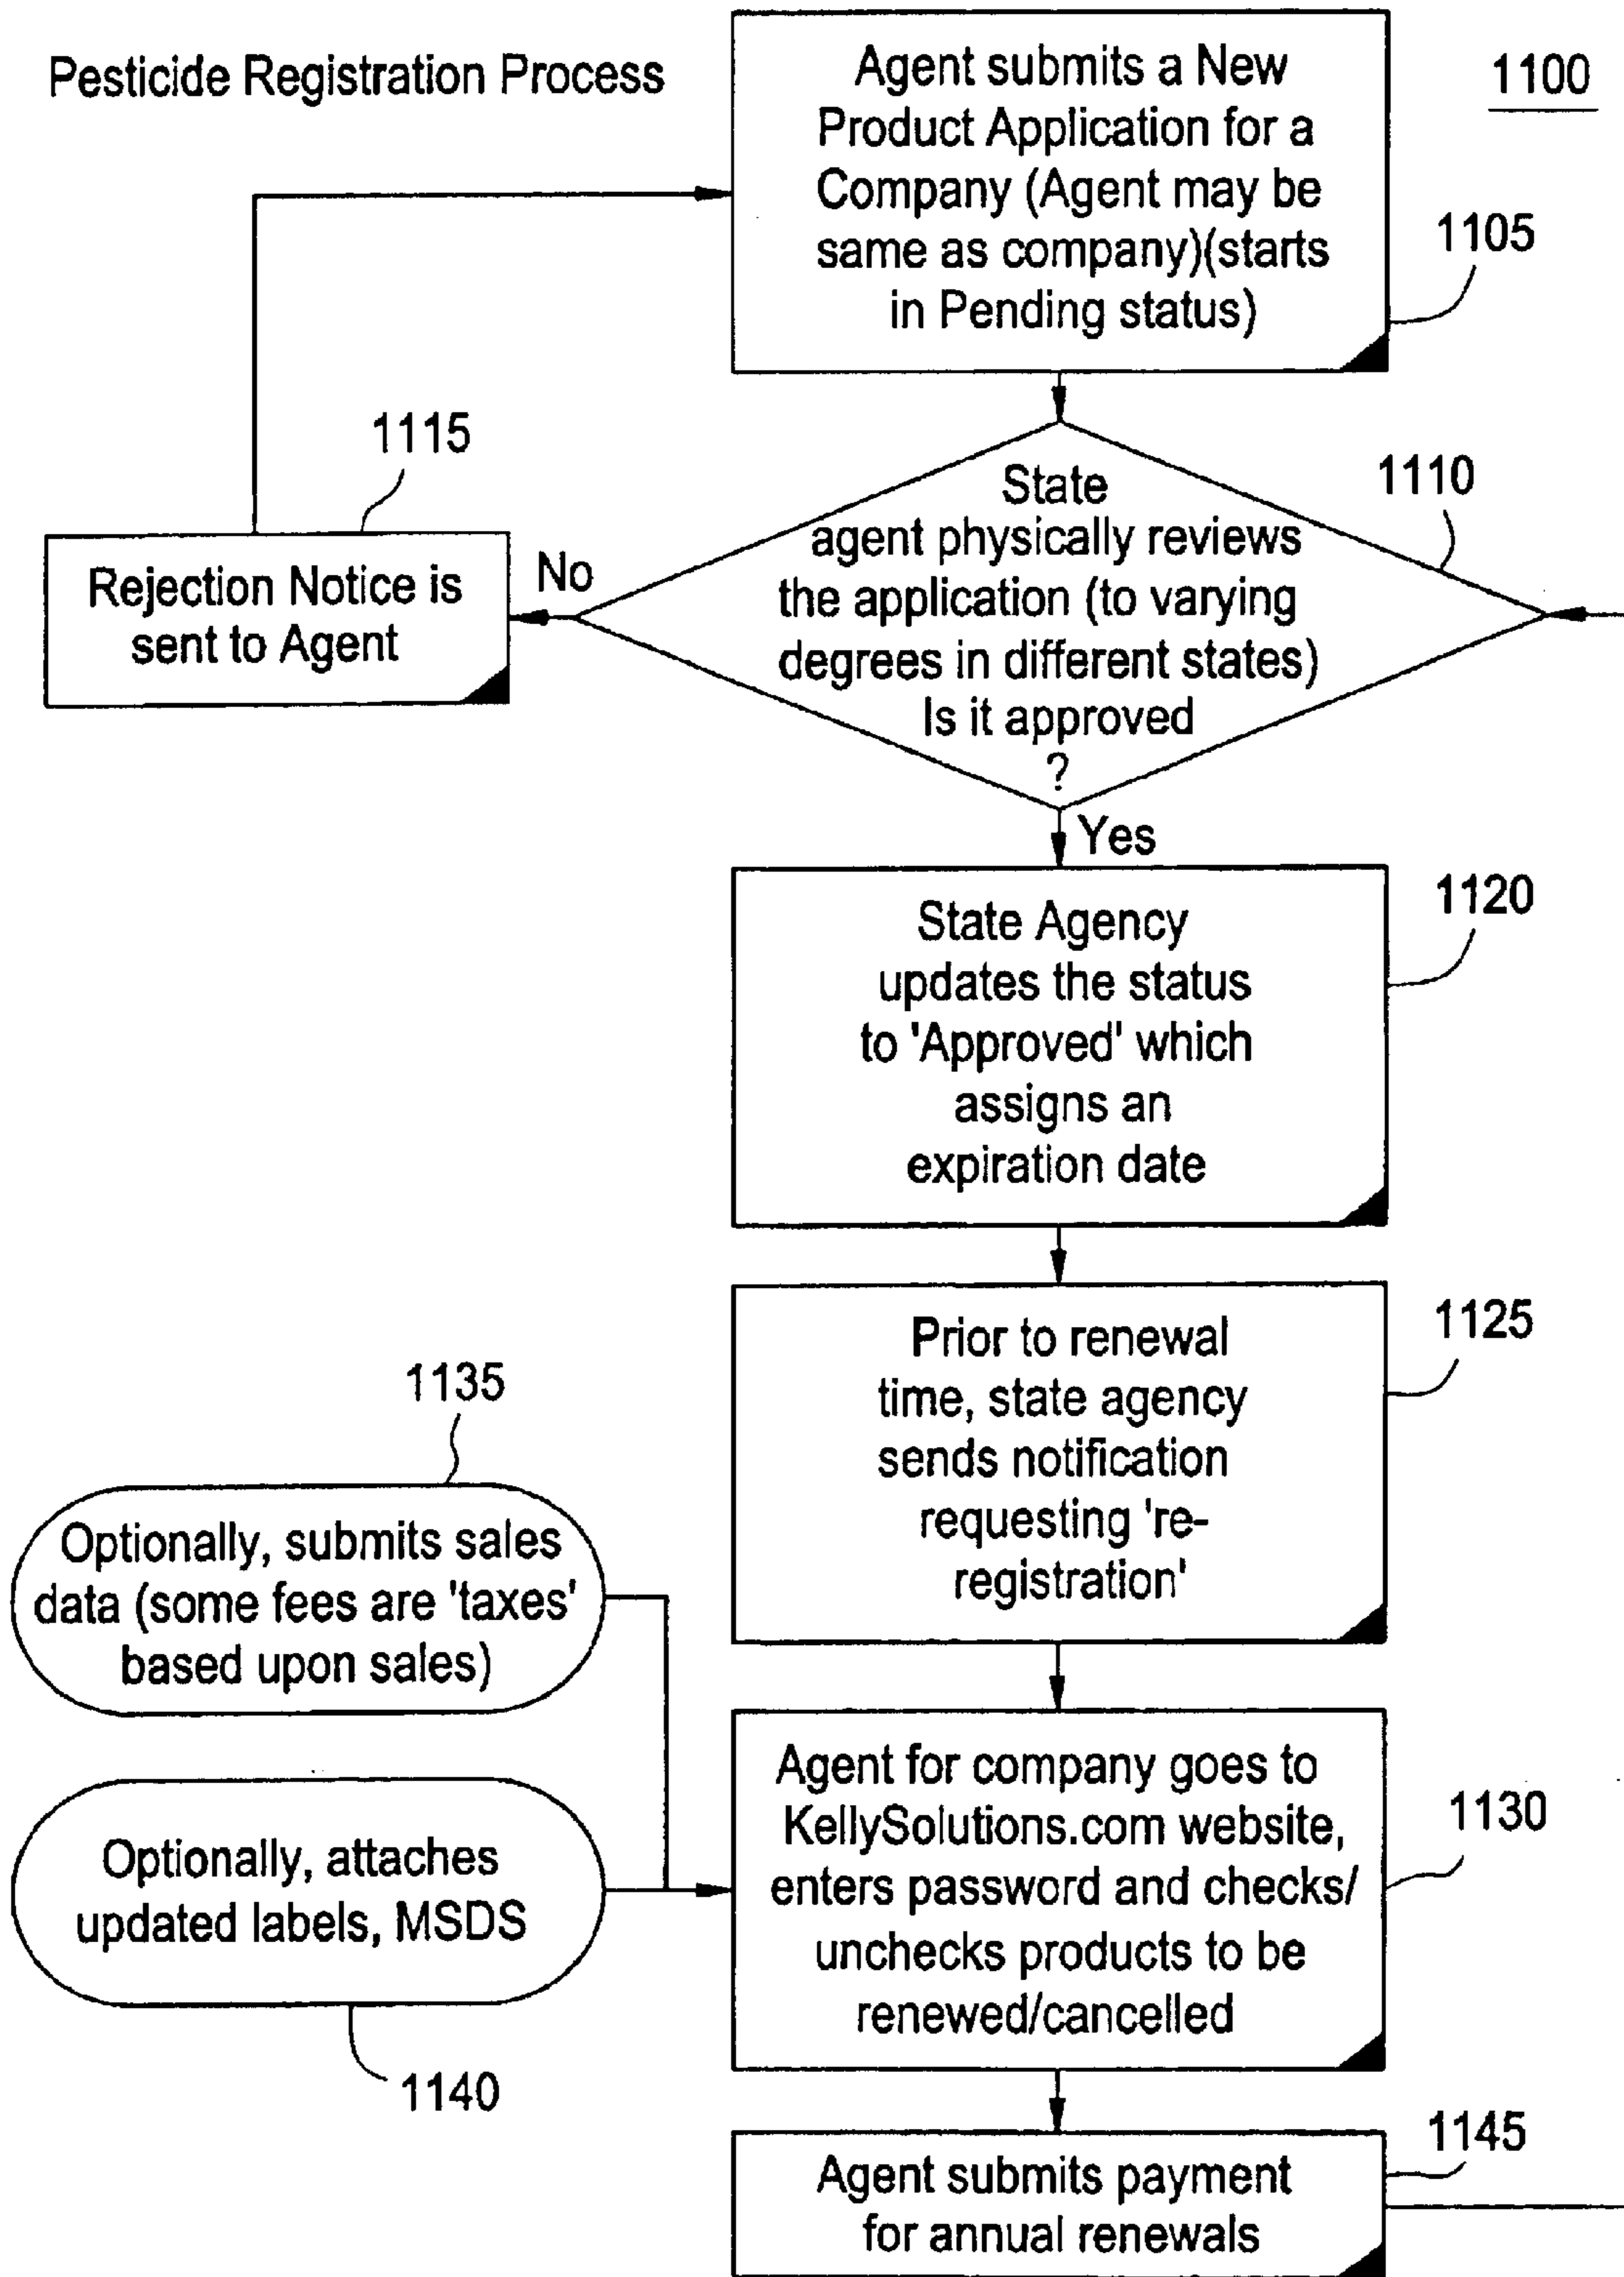 Pesticide Registration Process
1100
Agent submits a New
Product Application for a
Company (Agent may be
same as company)(starts
in Pending status)
1105
1115
Rejection Notice is
sent to Agent
No
State
agent physically reviews
the application (to varying
degrees in different states)
Is it approved
?
1110
Yes
State Agency
updates the status
to 'Approved' which
assigns an
expiration date
1120
Prior to renewal
time, state agency
sends notification
requesting 're-
registration'
1125
1135
Optionally, submits sales
data (some fees are 'taxes'
based upon sales)
Optionally, attaches
updated labels, MSDS
1140
Agent for company goes to
KellySolutions.com website,
enters password and checks/
unchecks products to be
renewed/cancelled
1130
Agent submits payment
for annual renewals
1145